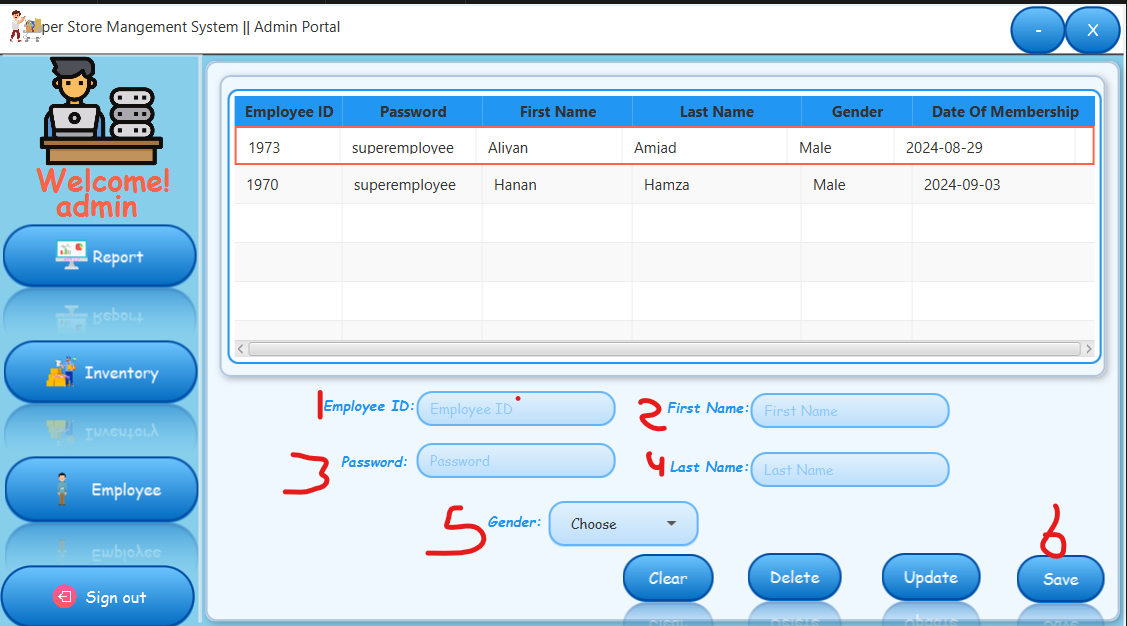 per Store Mangement System || Admin Portal
- X
Welcome!
admin
Report
Inventory
Employee
Sign out
Employee ID Password First Name Last Name Gender Date Of Membership
1973 superemployee Aliyan Amjad Male 2024-08-29
1970 superemployee Hanan Hamza Male 2024-09-03
1 Employee ID: Employee ID 2 First Name: First Name
3 Password: Password 4 Last Name: Last Name
5 Gender: Choose
6
Clear Delete Update Save